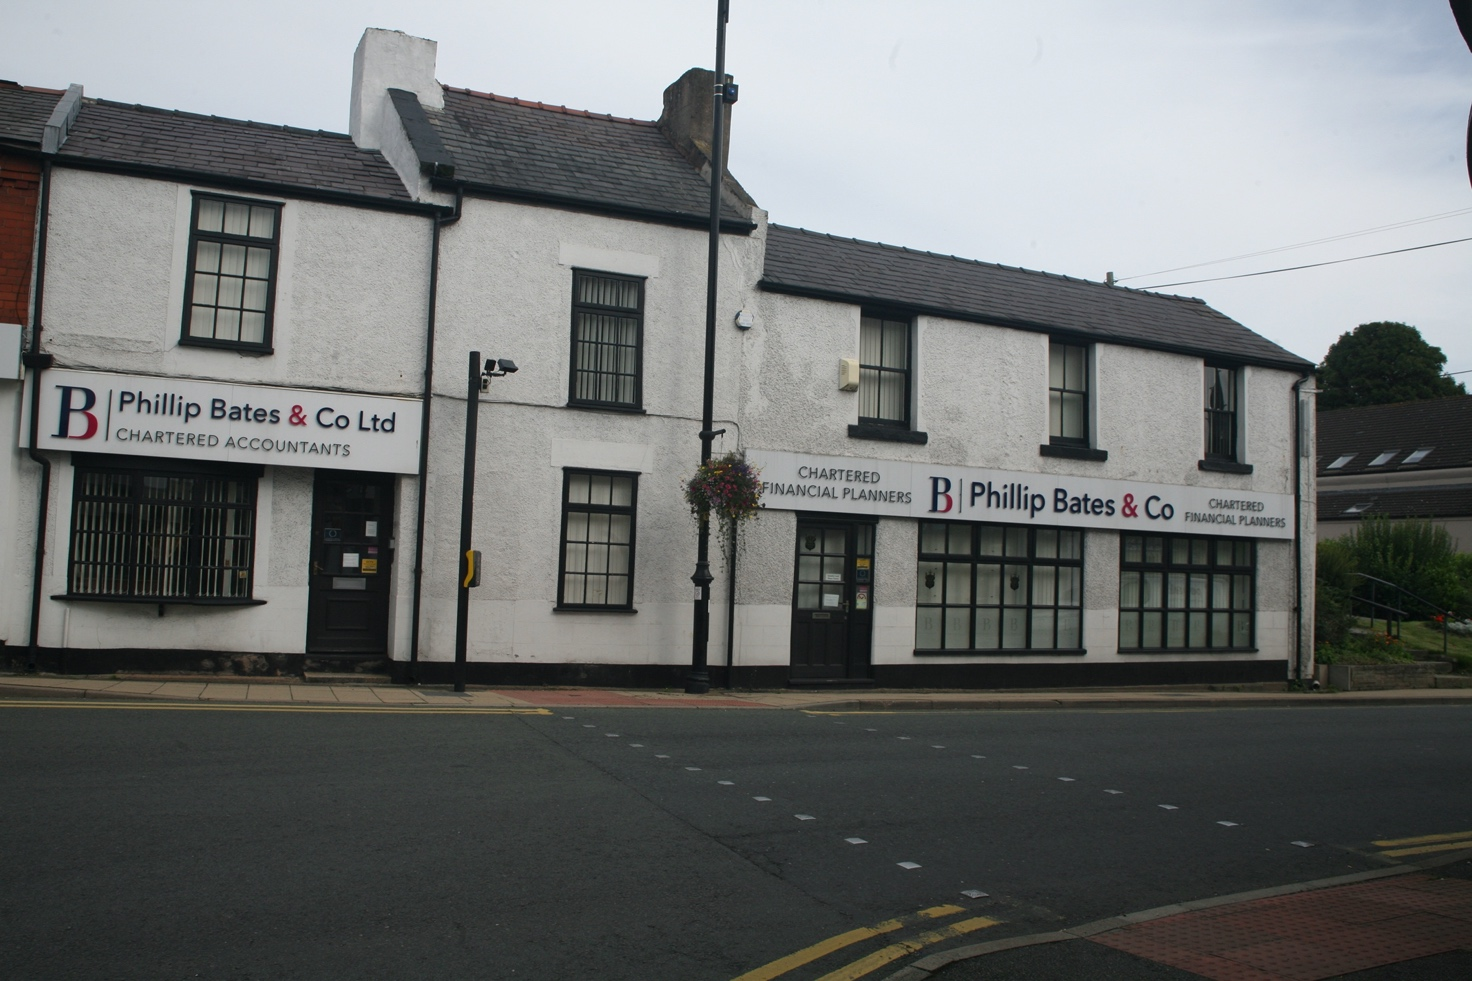 B Phillip Bates & Co Ltd
CHARTERED ACCOUNTANTS
CHARTERED
FINANCIAL PLANNERS
B Phillip Bates & Co
CHARTERED
FINANCIAL PLANNERS